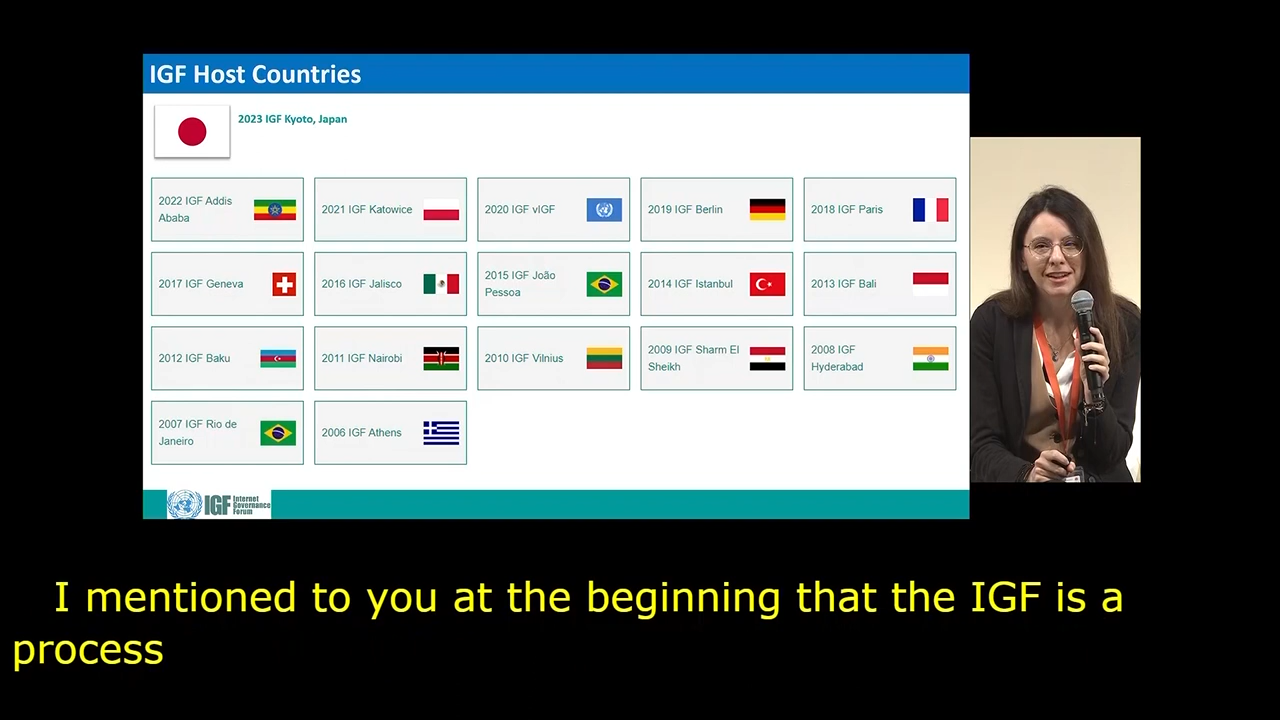 IGF Host Countries
2023 IGF Kyoto, Japan
2022 IGF Addis
Ababa
2021 IGF Katowice
2020 IGF vIGF
2019 IGF Berlin
2018 IGF Paris
2017 IGF Geneva
2016 IGF Jalisco
2015 IGF João
Pessoa
2014 IGF Istanbul
2013 IGF Bali
2012 IGF Baku
2011 IGF Nairobi
2010 IGF Vilnius
2009 IGF Sharm El
Sheikh
2008 IGF
Hyderabad
2007 IGF Rio de
Janeiro
2006 IGF Athens
IGF
Internet
Governance
Forum
I mentioned to you at the beginning that the IGF is a
process